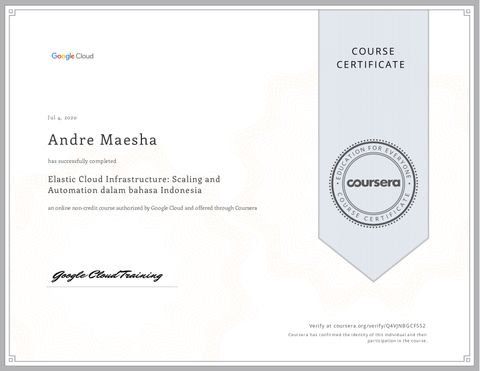 Google Cloud
COURSE
CERTIFICATE
Jul 4, 2020
Andre Maesha
has successfully completed
Elastic Cloud Infrastructure: Scaling and
Automation dalam bahasa Indonesia
an online non-credit course authorized by Google Cloud and offered through Coursera
EDUCATION FOR EVERYONE
coursera
COURSE CERTIFICATE
Google Cloud Training
Verify at coursera.org/verify/Q4VJNBGCFS52
Coursera has confirmed the identity of this individual and their
participation in the course.